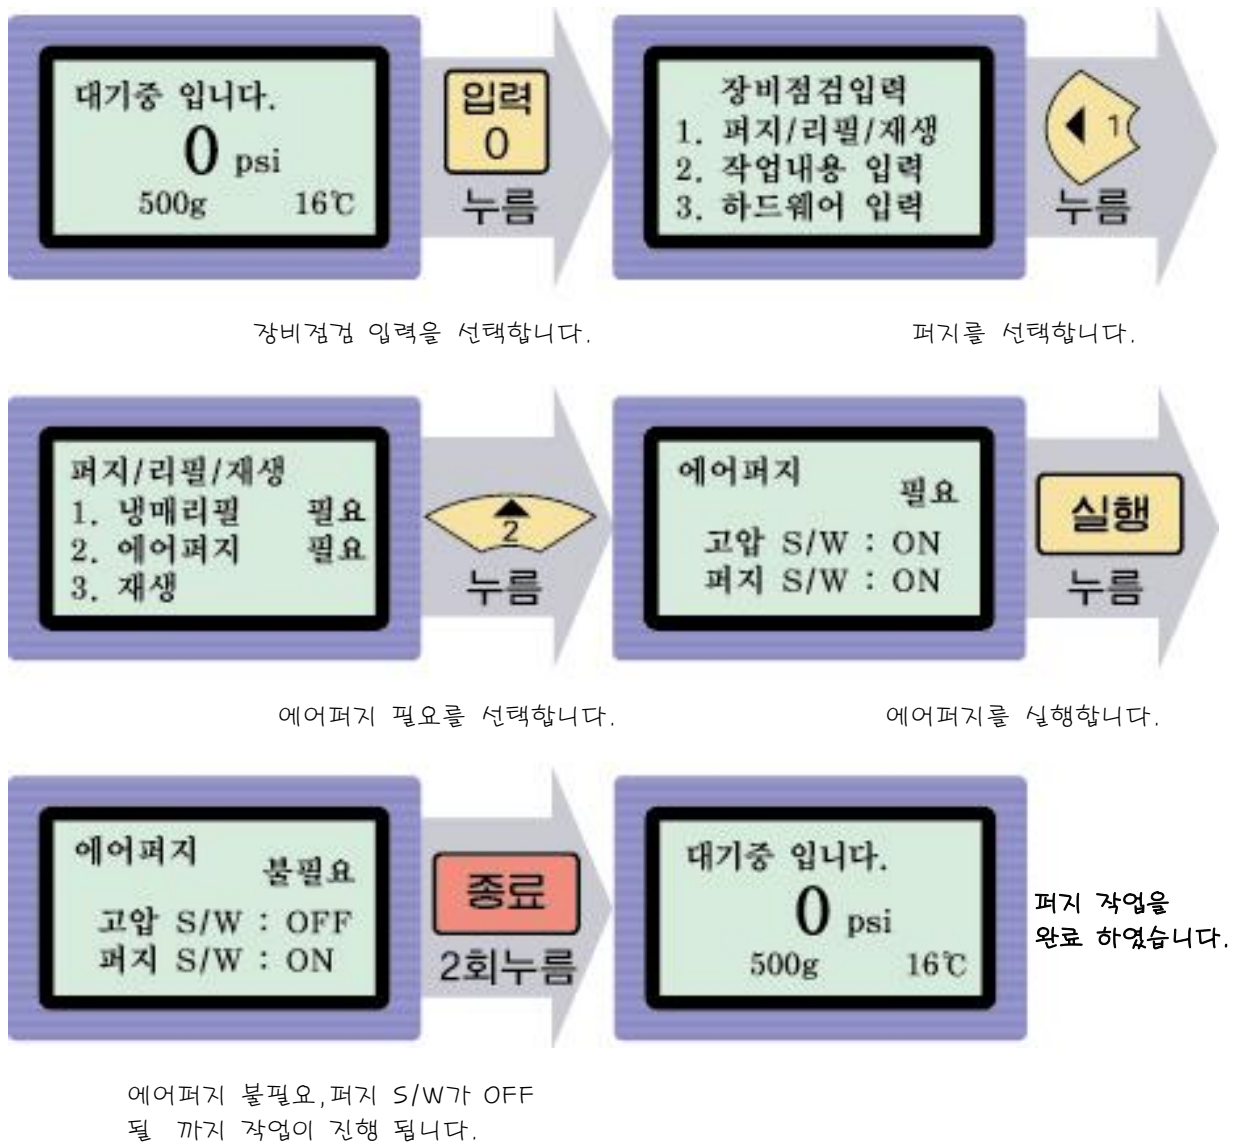 대기중 입니다.
0 psi
500g 16℃
입력
0
누름
장비점검입력
1. 퍼지/리필/재생
2. 작업내용 입력
3. 하드웨어 입력
1
누름
장비점검 입력을 선택합니다.
퍼지를 선택합니다.
퍼지/리필/재생
1. 냉매리필 필요
2. 에어퍼지 필요
3. 재생
2
누름
에어퍼지
필요
고압 S/W : ON
퍼지 S/W : ON
실행
누름
에어퍼지 필요를 선택합니다.
에어퍼지를 실행합니다.
에어퍼지
불필요
고압 S/W : OFF
퍼지 S/W : ON
종료
2회누름
대기중 입니다.
0 psi
500g 16℃
퍼지 작업을
완료 하였습니다.
에어퍼지 불필요,퍼지 S/W가 OFF
될 까지 작업이 진행 됩니다.